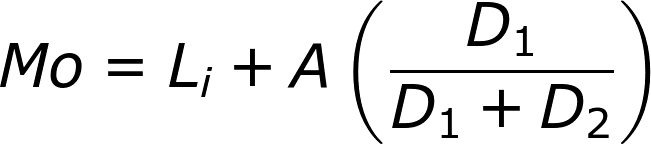 Mo = L_i + A ( D_1 / (D_1 + D_2) )